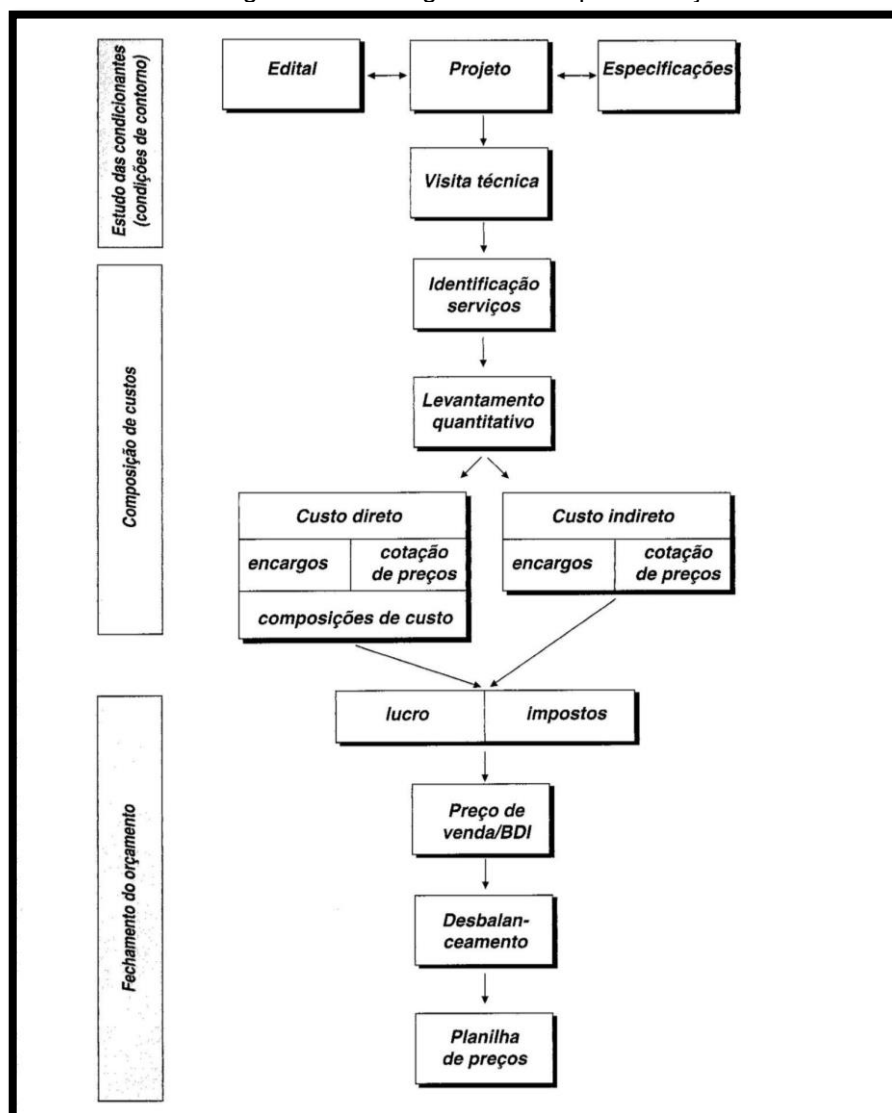 Estudo das condicionantes
(condições de contorno)
Edital
Projeto
Especificações
Visita técnica
Composição de custos
Identificação
serviços
Levantamento
quantitativo
Custo direto
encargos
cotação
de preços
composições de custo
Custo indireto
encargos
cotação
de preços
Fechamento do orçamento
lucro
impostos
Preço de
venda/BDI
Desbalan-
ceamento
Planilha
de preços